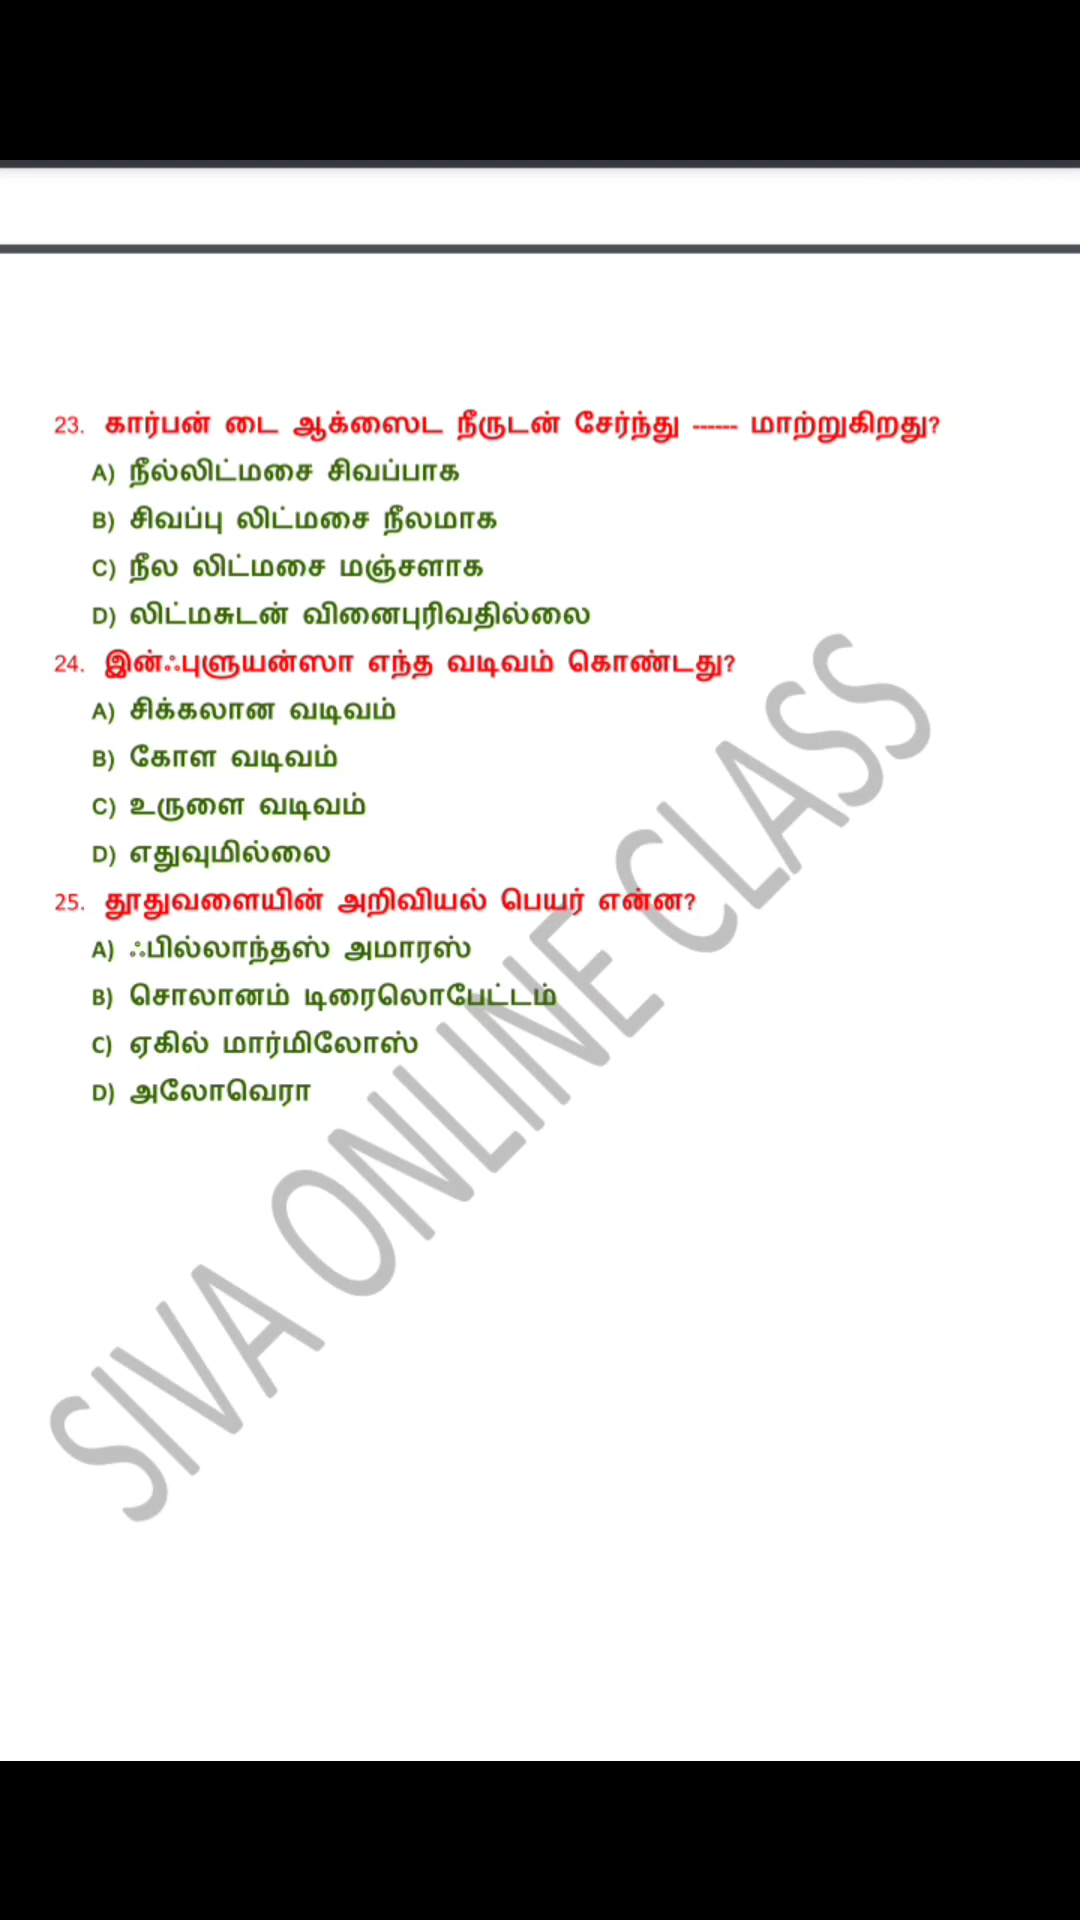 23. கார்பன் டை ஆக்ஸைட நீருடன் சேர்ந்து ------ மாற்றுகிறது?
A) நீல்லிட்மசை சிவப்பாக
B) சிவப்பு லிட்மசை நீலமாக
C) நீல லிட்மசை மஞ்சளாக
D) லிட்மசுடன் வினைபுரிவதில்லை
24. இன்ஃபுளுயன்ஸா எந்த வடிவம் கொண்டது?
A) சிக்கலான வடிவம்
B) கோள வடிவம்
C) உருளை வடிவம்
D) எதுவுமில்லை
25. தூதுவளையின் அறிவியல் பெயர் என்ன?
A) ஃபில்லாந்தஸ் அமாரஸ்
B) சொலானம் டிரைலொபேட்டம்
C) ஏகில் மார்மிலோஸ்
D) அலோவெரா
SIVA ONLINE CLASS